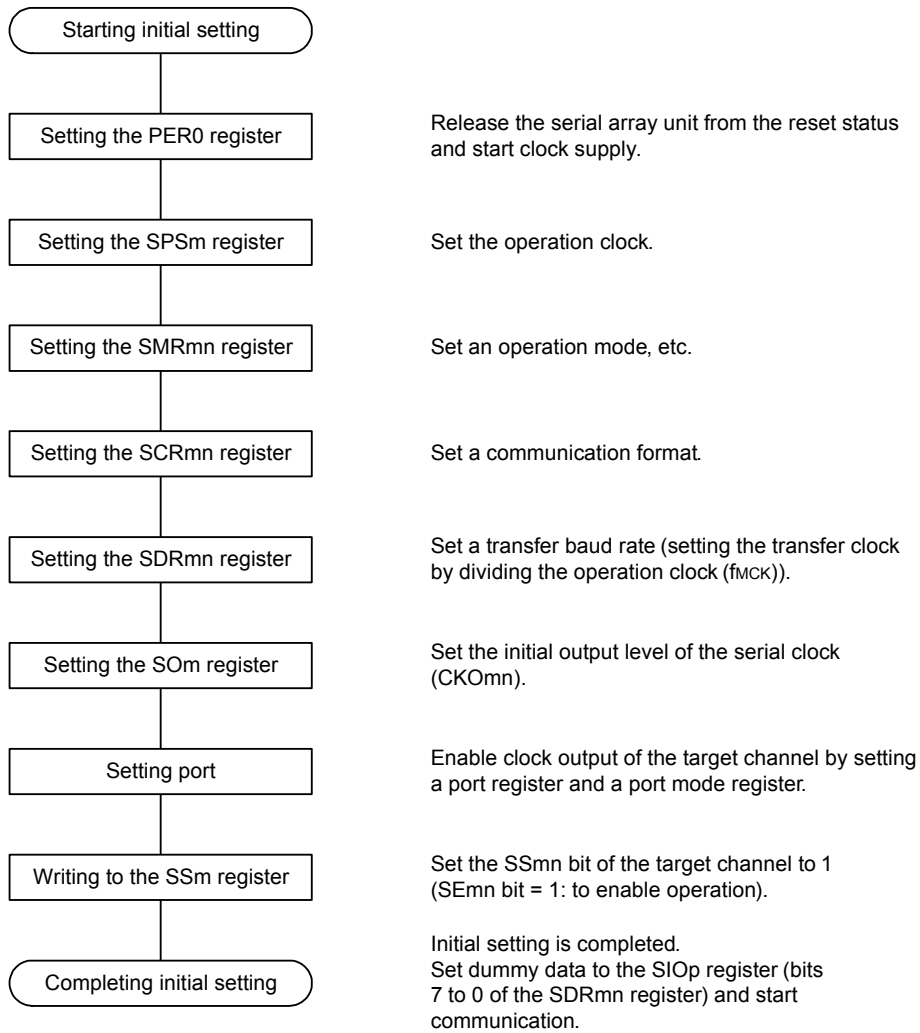 Starting initial setting
Setting the PER0 register
Release the serial array unit from the reset status
and start clock supply.
Setting the SPSm register
Set the operation clock.
Setting the SMRmn register
Set an operation mode, etc.
Setting the SCRmn register
Set a communication format.
Setting the SDRmn register
Set a transfer baud rate (setting the transfer clock
by dividing the operation clock (fMCK)).
Setting the SOm register
Set the initial output level of the serial clock
(CKOmn).
Setting port
Enable clock output of the target channel by setting
a port register and a port mode register.
Writing to the SSm register
Set the SSmn bit of the target channel to 1
(SEmn bit = 1: to enable operation).
Completing initial setting
Initial setting is completed.
Set dummy data to the SIOp register (bits
7 to 0 of the SDRmn register) and start
communication.